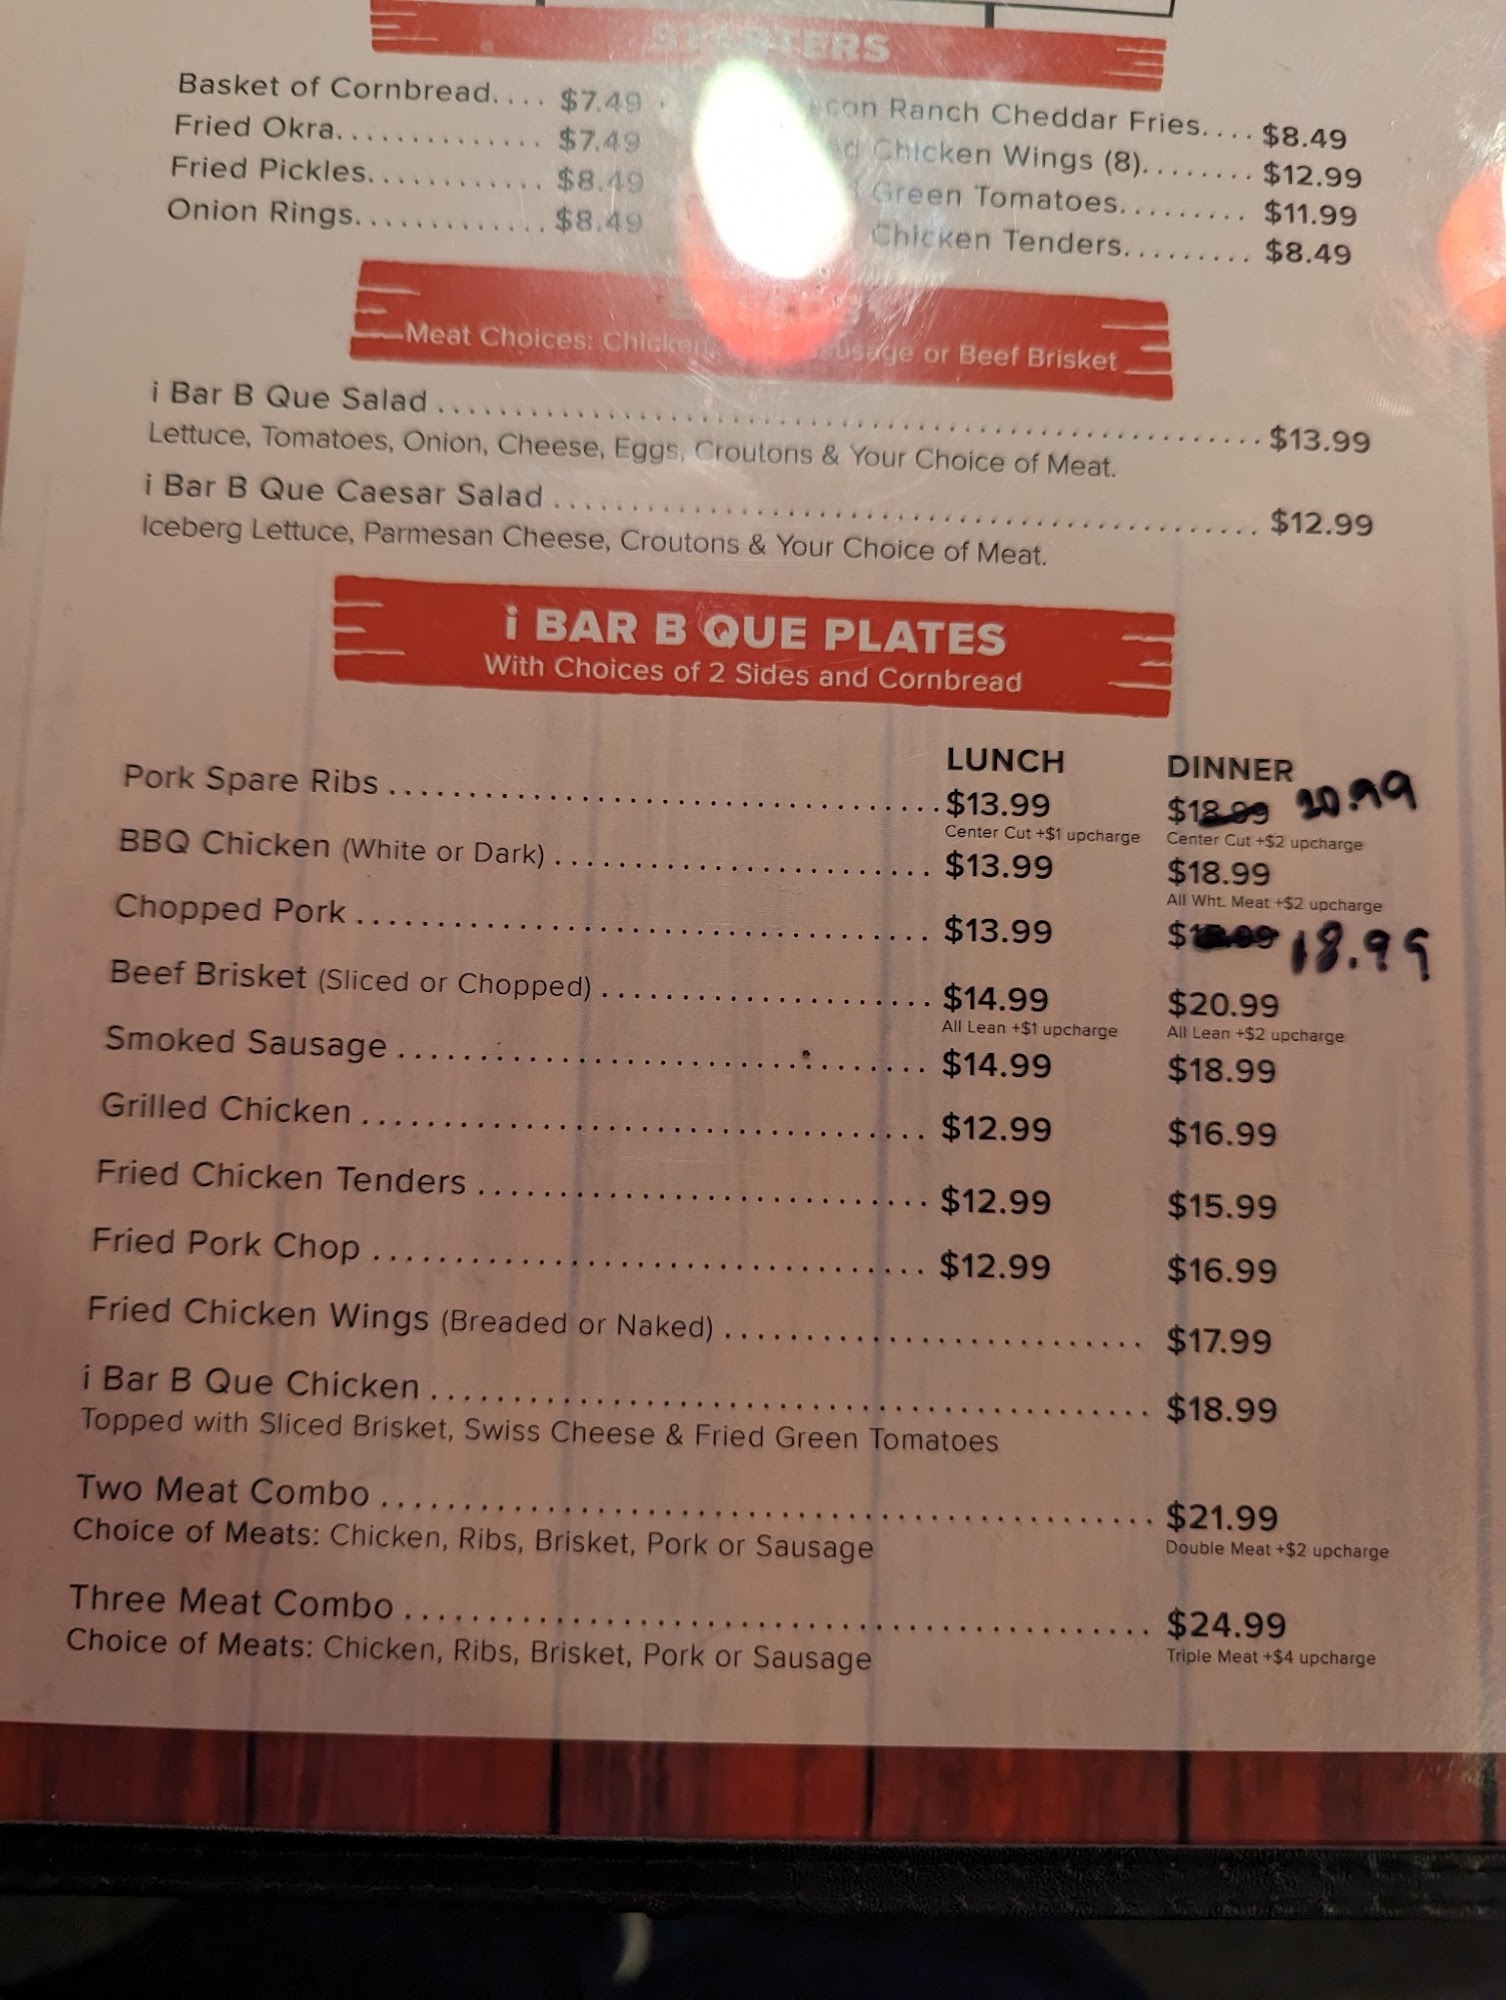 STARTERS
Basket of Cornbread.... $7.49
Fried Okra.............. $7.49
Fried Pickles............ $8.49
Onion Rings............. $8.49
Ranch Cheddar Fries.... $8.49
Chicken Wings (8)........ $12.99
Green Tomatoes......... $11.99
Chicken Tenders......... $8.49
Meat Choices: Chicken, or Beef Brisket
i Bar B Que Salad ........ $13.99
Lettuce, Tomatoes, Onion, Cheese, Eggs, Croutons & Your Choice of Meat.
i Bar B Que Caesar Salad ........ $12.99
Iceberg Lettuce, Parmesan Cheese, Croutons & Your Choice of Meat.
i BAR B QUE PLATES
With Choices of 2 Sides and Cornbread
LUNCH DINNER
Pork Spare Ribs ........ $13.99 $18.99 20.99
Center Cut +$1 upcharge Center Cut +$2 upcharge
BBQ Chicken (White or Dark) ........ $13.99 $18.99
All Wht. Meat +$2 upcharge
Chopped Pork ........ $13.99 $ 18.99
Beef Brisket (Sliced or Chopped) ........ $14.99 $20.99
All Lean +$1 upcharge All Lean +$2 upcharge
Smoked Sausage ........ $14.99 $18.99
Grilled Chicken ........ $12.99 $16.99
Fried Chicken Tenders ........ $12.99 $15.99
Fried Pork Chop ........ $12.99 $16.99
Fried Chicken Wings (Breaded or Naked) ........ $17.99
i Bar B Que Chicken ........ $18.99
Topped with Sliced Brisket, Swiss Cheese & Fried Green Tomatoes
Two Meat Combo ........ $21.99
Choice of Meats: Chicken, Ribs, Brisket, Pork or Sausage
Double Meat +$2 upcharge
Three Meat Combo ........ $24.99
Choice of Meats: Chicken, Ribs, Brisket, Pork or Sausage
Triple Meat +$4 upcharge